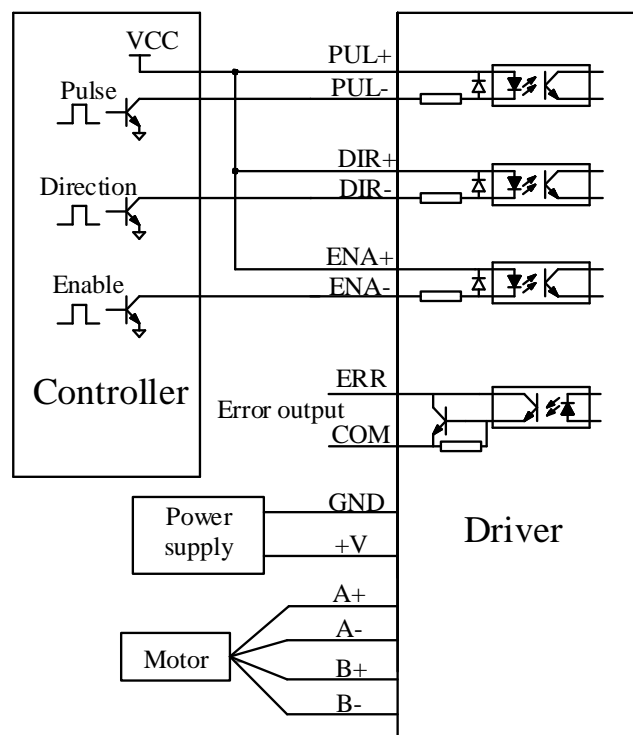 VCC
PUL+
Pulse
PUL-
DIR+
Direction
DIR-
ENA+
Enable
ENA-
Controller
ERR
Error output
COM
GND
Power
supply
+V
Driver
A+
A-
Motor
B+
B-